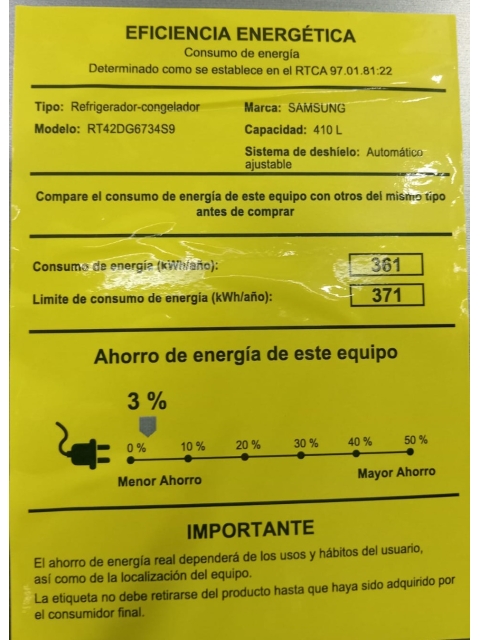 EFICIENCIA ENERGÉTICA
Consumo de energía
Determinado como se establece en el RTCA 97.01.81:22
Tipo: Refrigerador-congelador
Marca: SAMSUNG
Modelo: RT42DG6734S9
Capacidad: 410 L
Sistema de deshielo: Automático
ajustable
Compare el consumo de energía de este equipo con otros del mismo tipo
antes de comprar
Consumo de energía (kWh/año): 361
Limite de consumo de energía (kWh/año): 371
Ahorro de energía de este equipo
3 %
0 % 10 % 20 % 30 % 40 % 50 %
Menor Ahorro Mayor Ahorro
IMPORTANTE
El ahorro de energía real dependerá de los usos y hábitos del usuario,
así como de la localización del equipo.
La etiqueta no debe retirarse del producto hasta que haya sido adquirido por
el consumidor final.